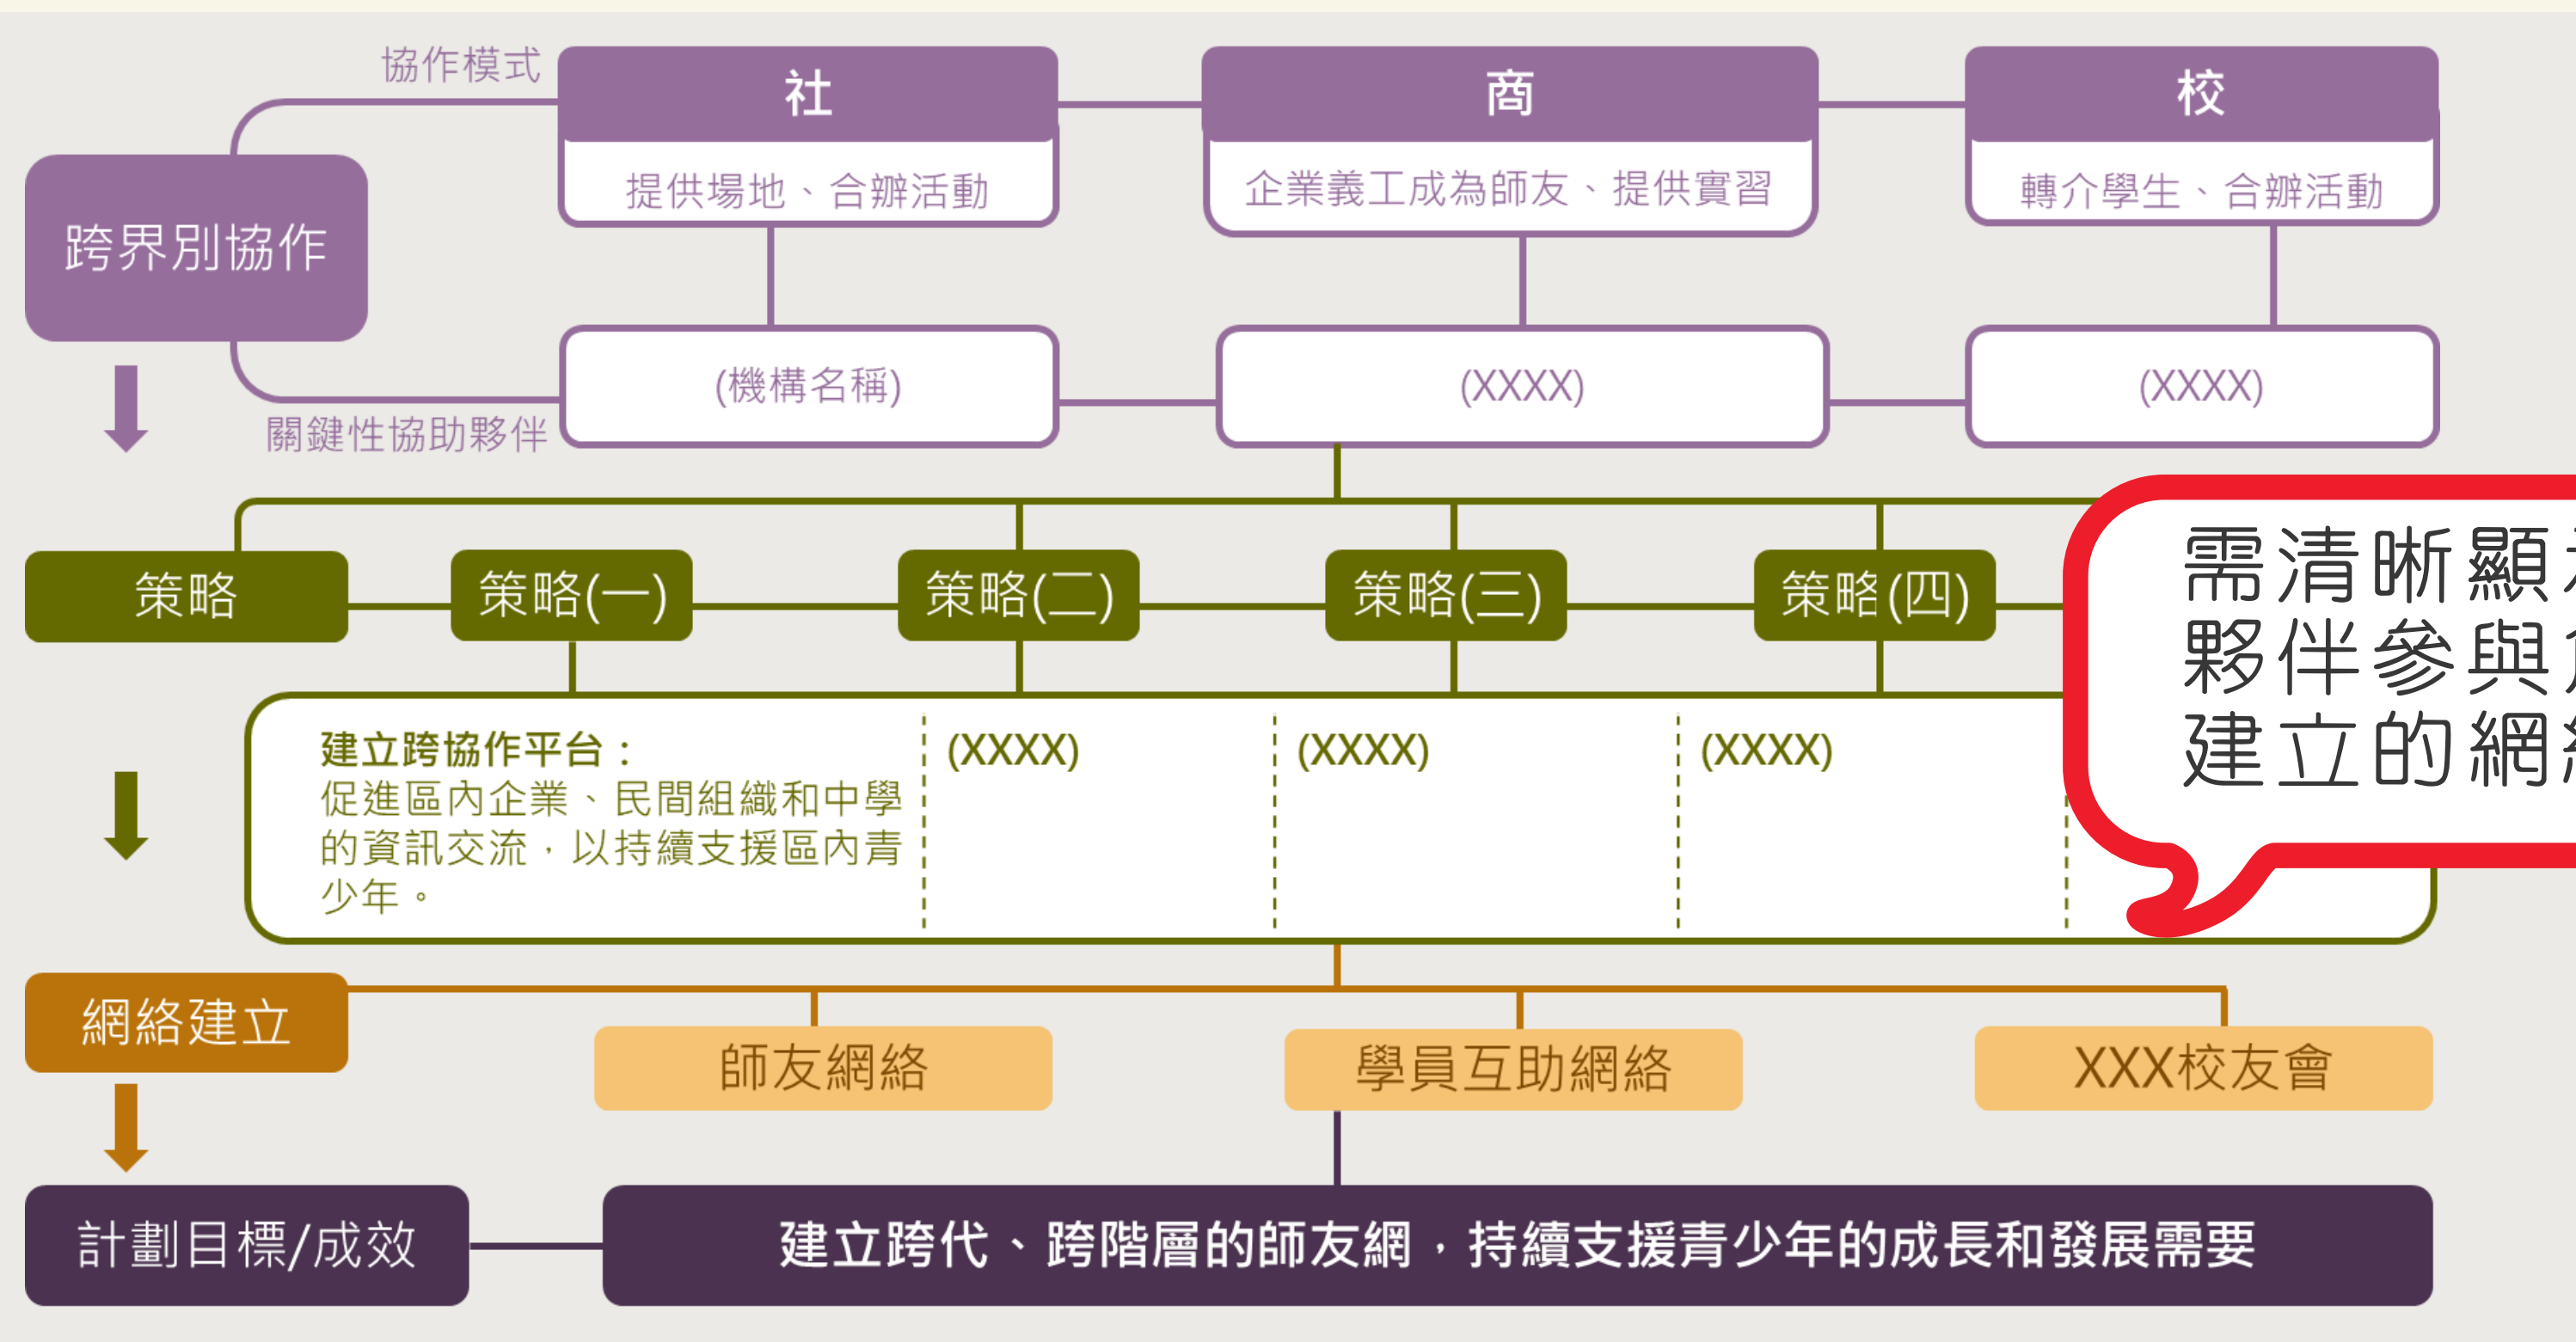 協作模式
社
商
校
提供場地、合辦活動
企業義工成為師友、提供實習
轉介學生、合辦活動
跨界別協作
(機構名稱)
(XXXX)
(XXXX)
關鍵性協助夥伴
策略
策略(一)
策略(二)
策略(三)
策略(四)
需清晰顯
夥伴參與
建立的網
建立跨協作平台：
促進區內企業、民間組織和中學
的資訊交流，以持續支援區內青
少年。
(XXXX)
(XXXX)
(XXXX)
網絡建立
師友網絡
學員互助網絡
XXX校友會
計劃目標/成效
建立跨代、跨階層的師友網，持續支援青少年的成長和發展需要